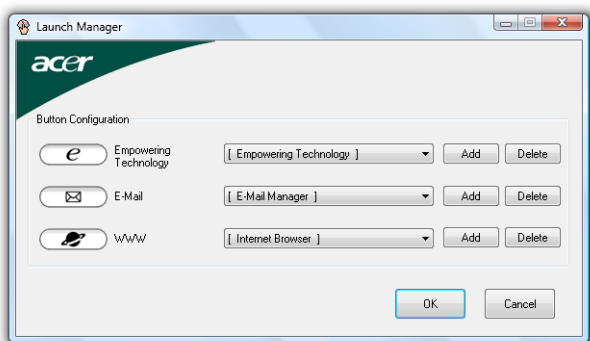 Launch Manager
acer
Button Configuration
e Empowering Technology [ Empowering Technology ] Add Delete
E-Mail [ E-Mail Manager ] Add Delete
WWW [ Internet Browser ] Add Delete
OK Cancel